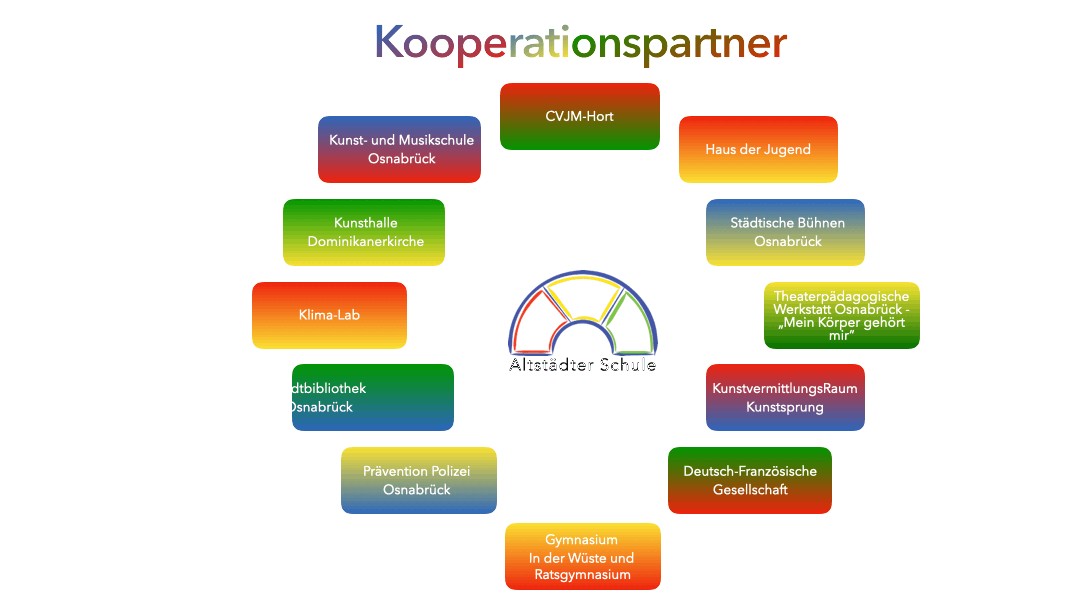 Kooperationspartner
CVJM-Hort
Kunst- und Musikschule
Osnabrück
Haus der Jugend
Kunsthalle
Dominikanerkirche
Städtische Bühnen
Osnabrück
Klima-Lab
Theaterpädagogische
Werkstatt Osnabrück -
„Mein Körper gehört
mir“
Altstädter Schule
dtbibliothek
Osnabrück
KunstvermittlungsRaum
Kunstsprung
Prävention Polizei
Osnabrück
Deutsch-Französische
Gesellschaft
Gymnasium
In der Wüste und
Ratsgymnasium